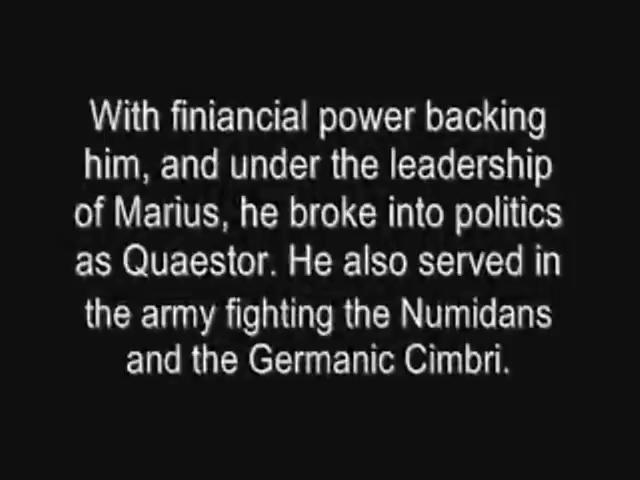 With finiancial power backing
him, and under the leadership
of Marius, he broke into politics
as Quaestor. He also served in
the army fighting the Numidans
and the Germanic Cimbri.